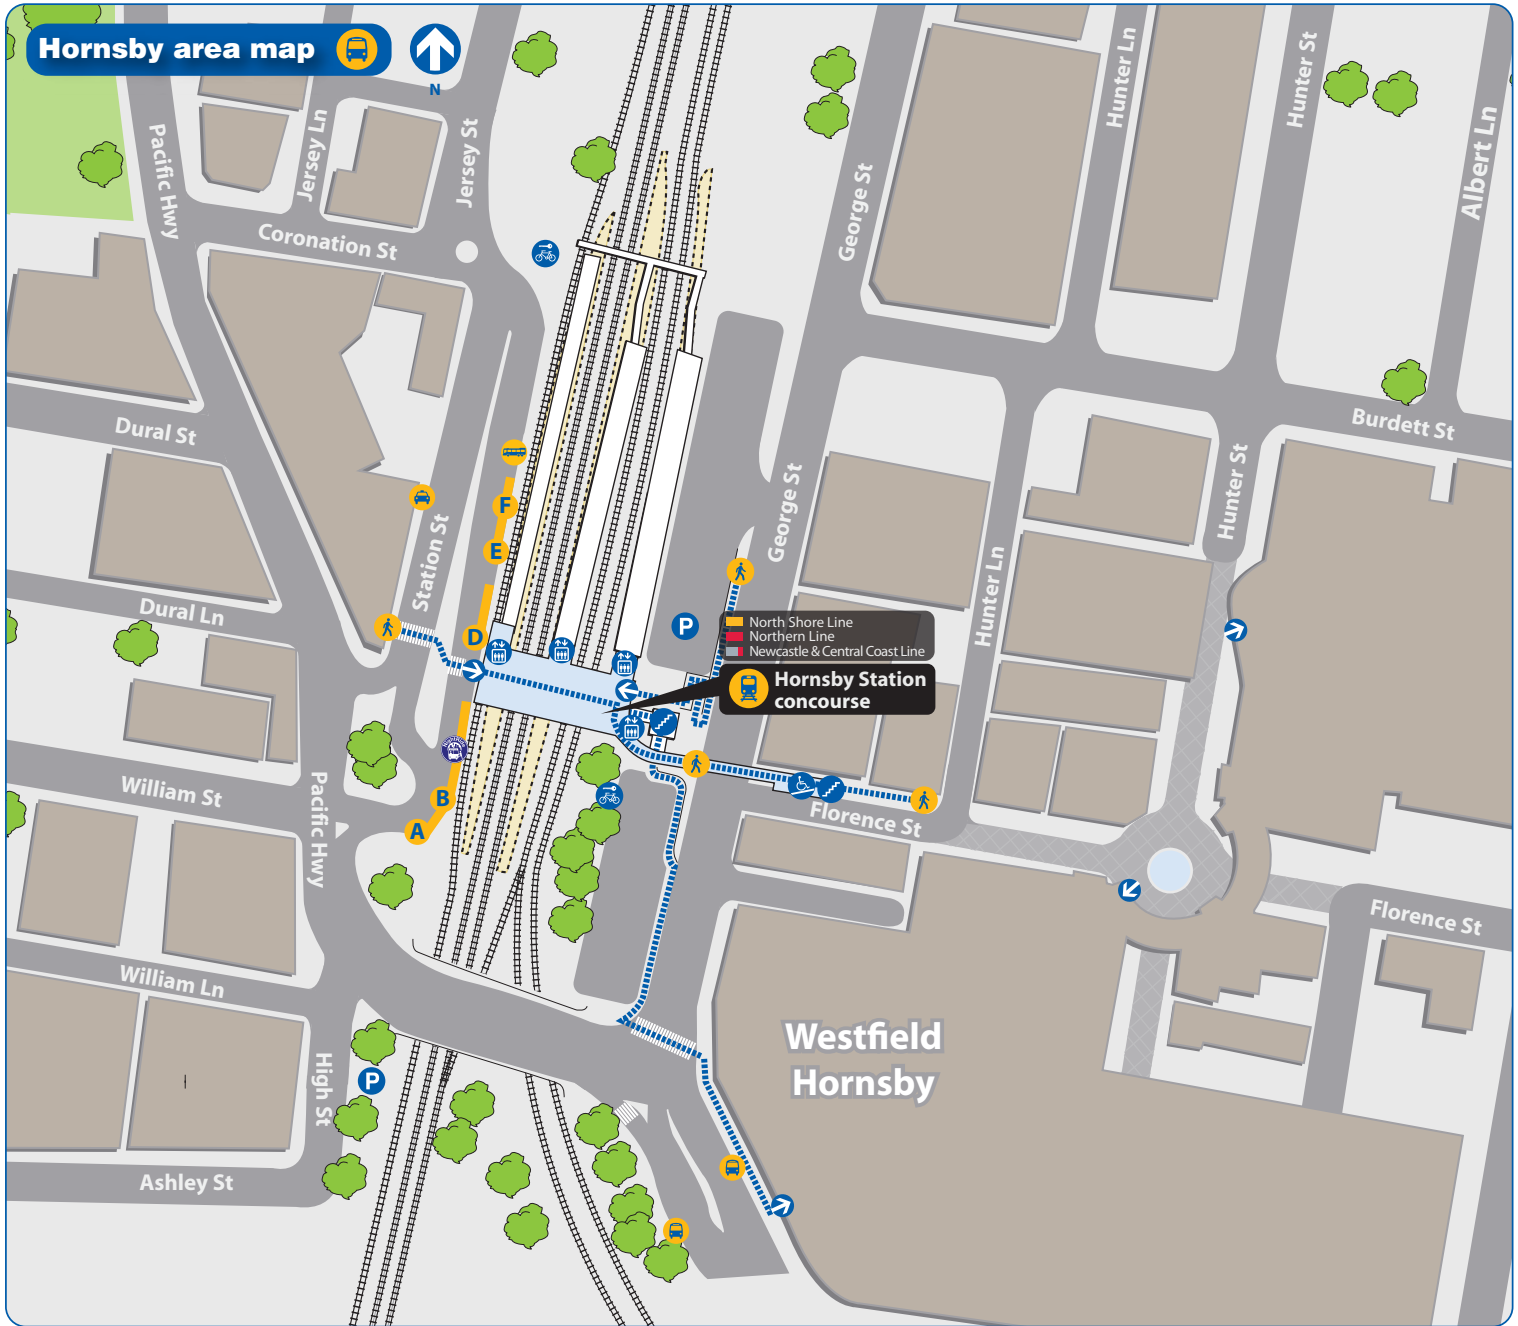 Hornsby area map
N
Pacific Hwy
Jersey Ln
Jersey St
Coronation St
George St
Hunter Ln
Hunter St
Albert Ln
Dural St
Burdett St
Station St
George St
Hunter St
Hunter Ln
Dural Ln
F
E
D
P
North Shore Line
Northern Line
Newcastle & Central Coast Line
Hornsby Station
concourse
William St
Pacific Hwy
B
A
Florence St
Florence St
William Ln
High St
P
Westfield
Hornsby
Ashley St